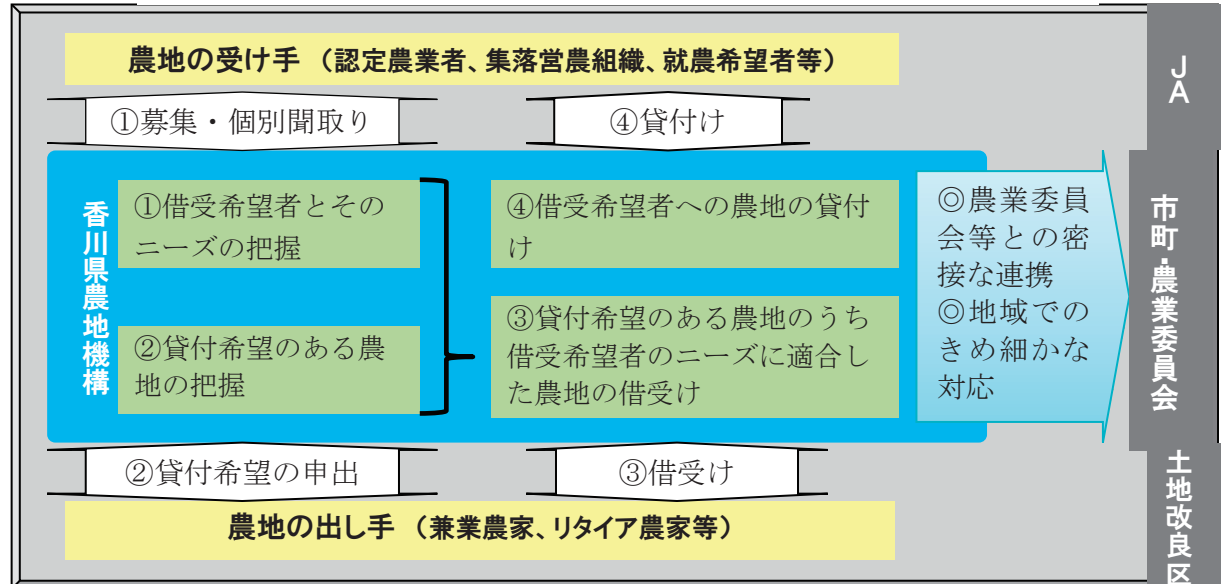 農地の受け手 （認定農業者、集落営農組織、就農希望者等）
①募集・個別聞取り
④貸付け
香川県農地機構
①借受希望者とその
ニーズの把握
②貸付希望のある農
地の把握
④借受希望者への農地の貸付
け
③貸付希望のある農地のうち
借受希望者のニーズに適合し
た農地の借受け
◎農業委員
会等との密
接な連携
◎地域での
きめ細かな
対応
②貸付希望の申出
③借受け
農地の出し手 （兼業農家、リタイア農家等）
JA
市町・農業委員会
土地改良区